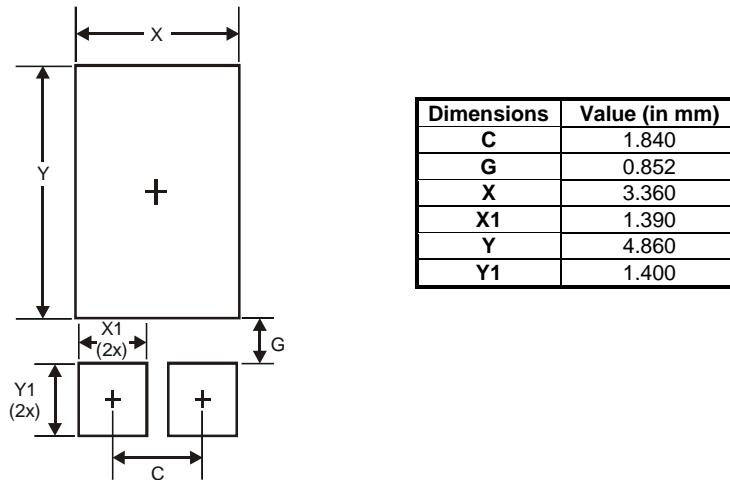 X
Y
X1
(2x)
G
Y1
(2x)
C
Dimensions Value (in mm)
C 1.840
G 0.852
X 3.360
X1 1.390
Y 4.860
Y1 1.400